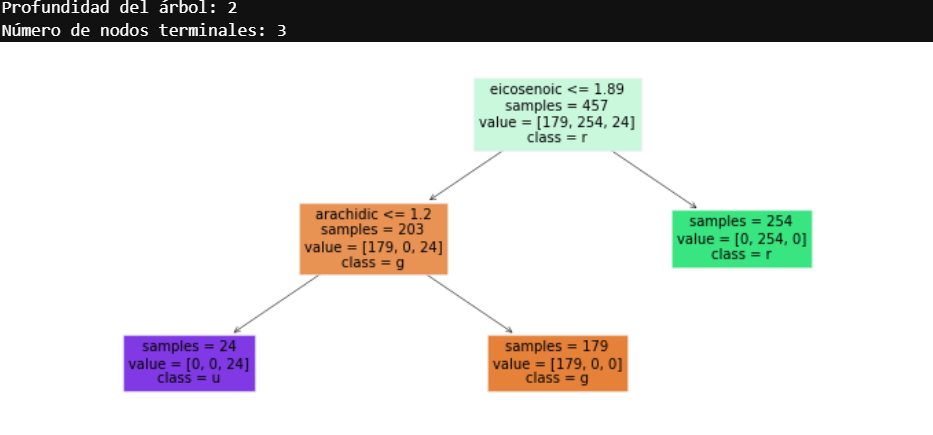 Profundidad del árbol: 2
Número de nodos terminales: 3
eicosenoic <= 1.89
samples = 457
value = [179, 254, 24]
class = r
arachidic <= 1.2
samples = 203
value = [179, 0, 24]
class = g
samples = 254
value = [0, 254, 0]
class = r
samples = 24
value = [0, 0, 24]
class = u
samples = 179
value = [179, 0, 0]
class = g